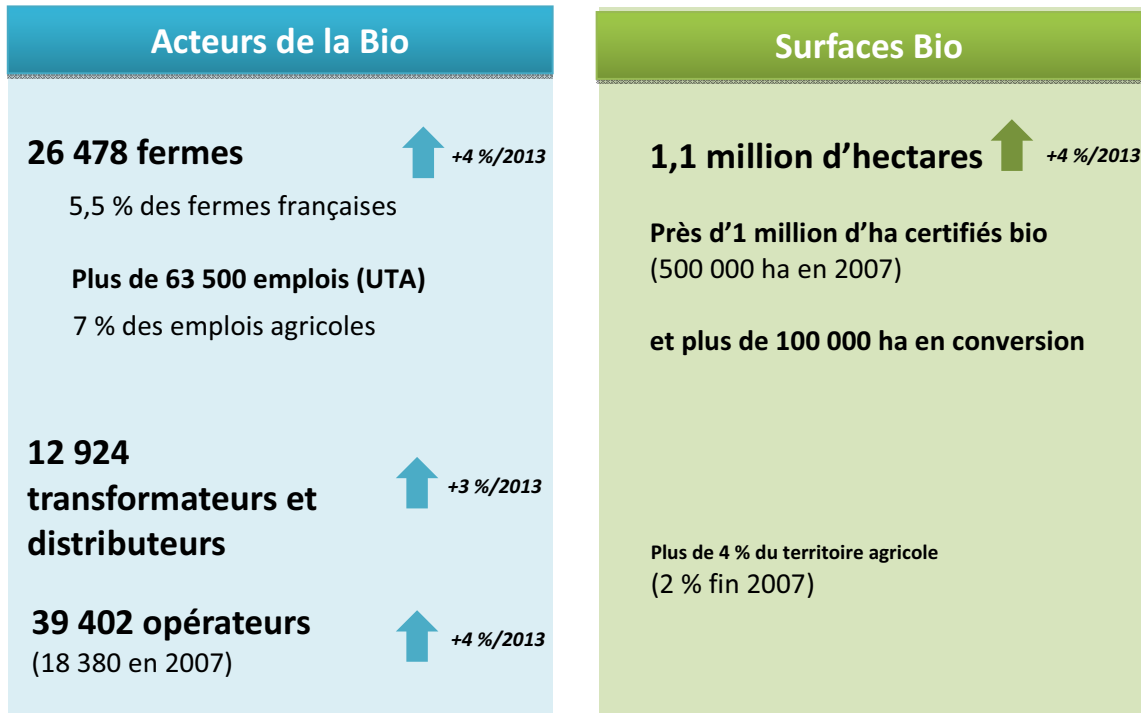 Acteurs de la Bio
26 478 fermes
+4 %/2013
5,5 % des fermes françaises
Plus de 63 500 emplois (UTA)
7 % des emplois agricoles
12 924
transformateurs et
distributeurs
+3 %/2013
39 402 opérateurs
(18 380 en 2007)
+4 %/2013
Surfaces Bio
1,1 million d’hectares
+4 %/2013
Près d’1 million d’ha certifiés bio
(500 000 ha en 2007)
et plus de 100 000 ha en conversion
Plus de 4 % du territoire agricole
(2 % fin 2007)